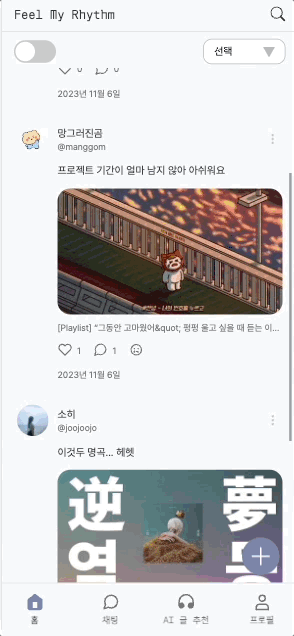 Feel My Rhythm
선택
0 0
2023년 11월 6일
망그러진곰
@manggom
프로젝트 기간이 얼마 남지 않아 아쉬워요
[Playlist] “그동안 고마웠어&quot; 펑펑 울고 싶을 때 듣는 이...
1 1
2023년 11월 6일
소히
@joojoojo
이것두 명곡... 헤헷
逆 夢
홈
채팅
AI 글 추천
프로필